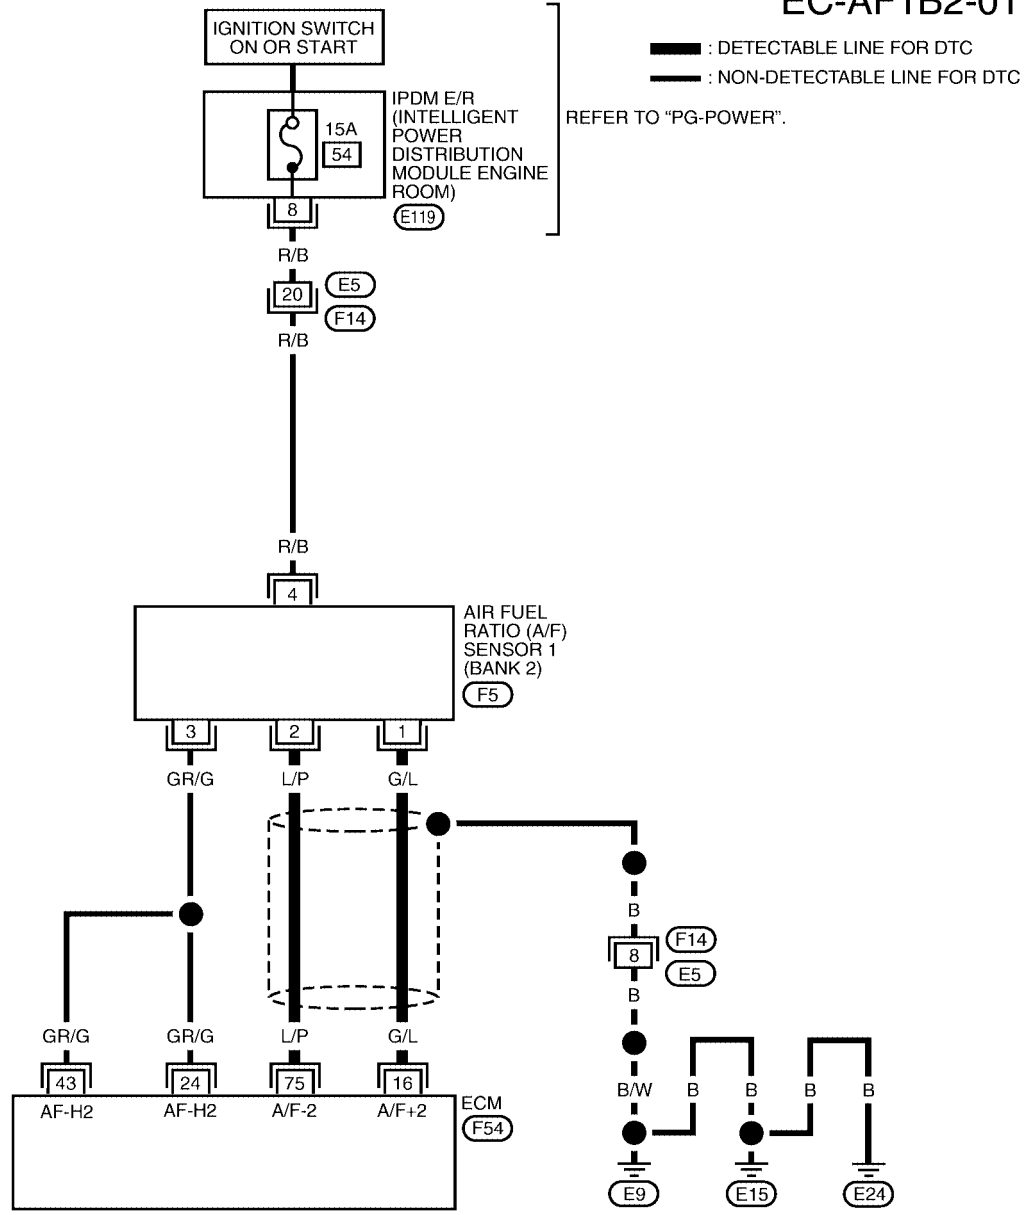 EC-AF1B2-01
IGNITION SWITCH
ON OR START
: DETECTABLE LINE FOR DTC
: NON-DETECTABLE LINE FOR DTC
IPDM E/R
(INTELLIGENT
POWER
DISTRIBUTION
MODULE ENGINE
ROOM)
E119
15A
54
REFER TO “PG-POWER”.
8
R/B
20
E5
F14
R/B
R/B
4
AIR FUEL
RATIO (A/F)
SENSOR 1
(BANK 2)
F5
3 2 1
GR/G L/P G/L
B
8
F14
E5
B
GR/G GR/G L/P G/L
43 24 75 16
AF-H2 AF-H2 A/F-2 A/F+2
ECM
F54
B/W B B B B
E9 E15 E24